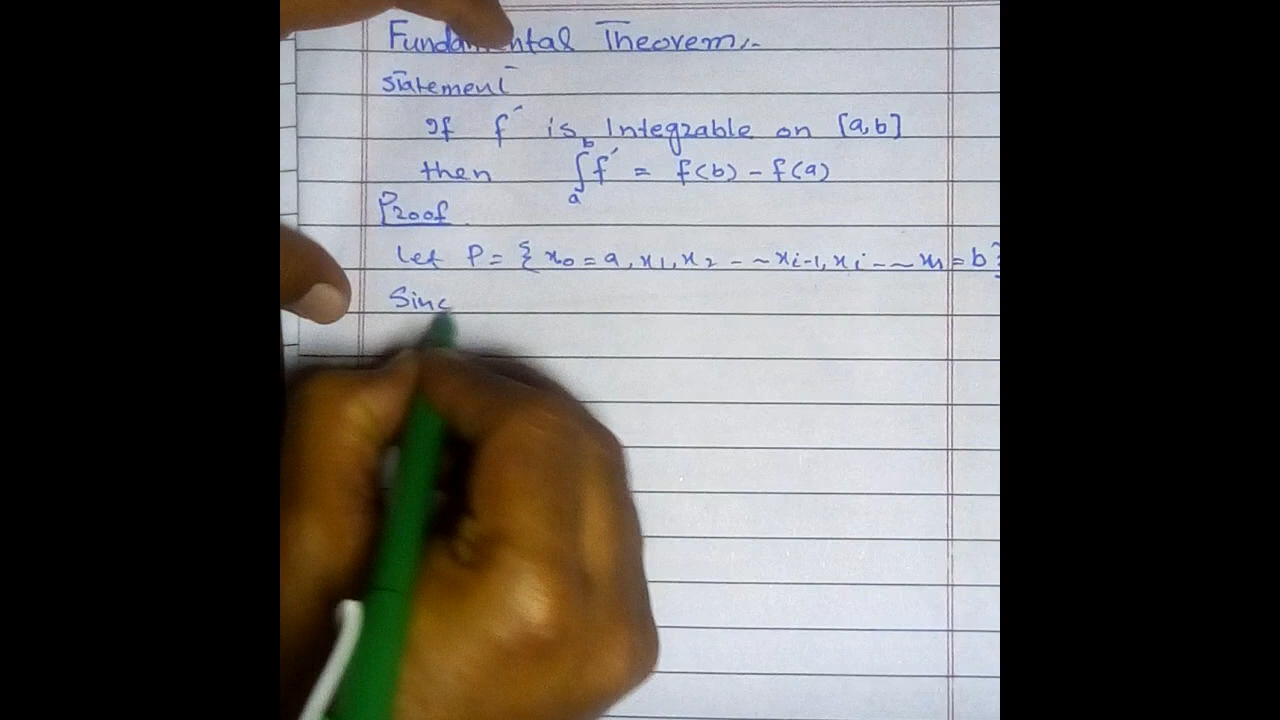 Fundamental Theorem:-
Statement
If f' is Integrable on [a,b]
then ∫ₐᵇ f' = f(b) - f(a)
Proof
Let P = { x₀ = a, x₁, x₂ -- xᵢ₋₁, xᵢ -- xₙ = b }
Sinc